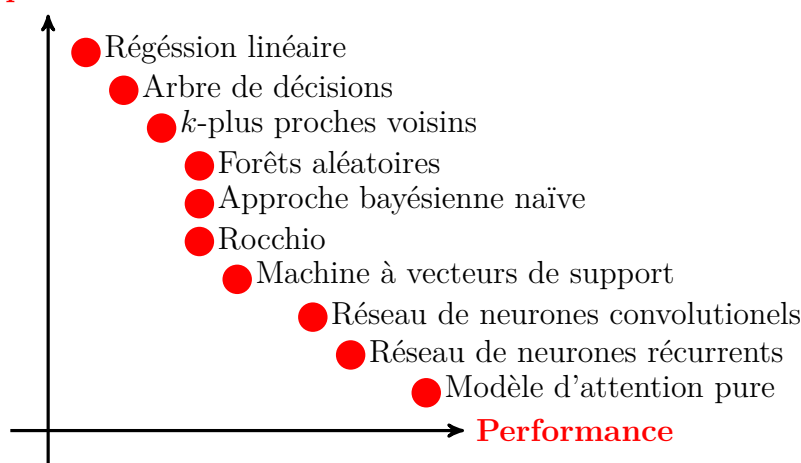 Régéssion linéaire
Arbre de décisions
k-plus proches voisins
Forêts aléatoires
Approche bayésienne naïve
Rocchio
Machine à vecteurs de support
Réseau de neurones convolutionels
Réseau de neurones récurrents
Modèle d'attention pure
Performance